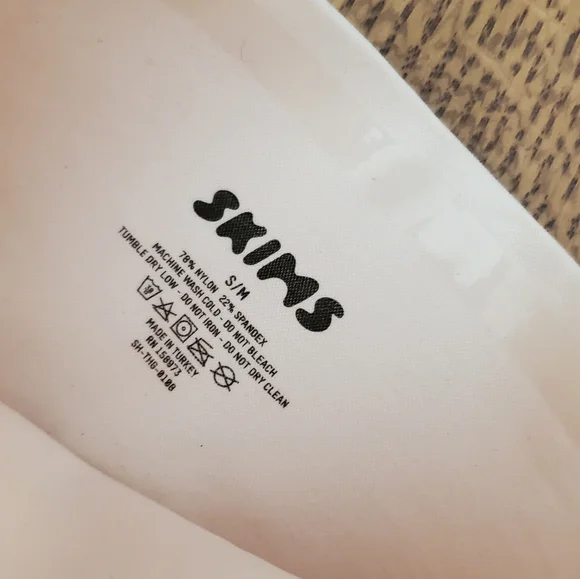 SKIMS
S/M
78% NYLON 22% SPANDEX
MACHINE WASH COLD - DO NOT BLEACH
TUMBLE DRY LOW - DO NOT IRON - DO NOT DRY CLEAN
MADE IN TURKEY
RN 158973
SH-THG-0108